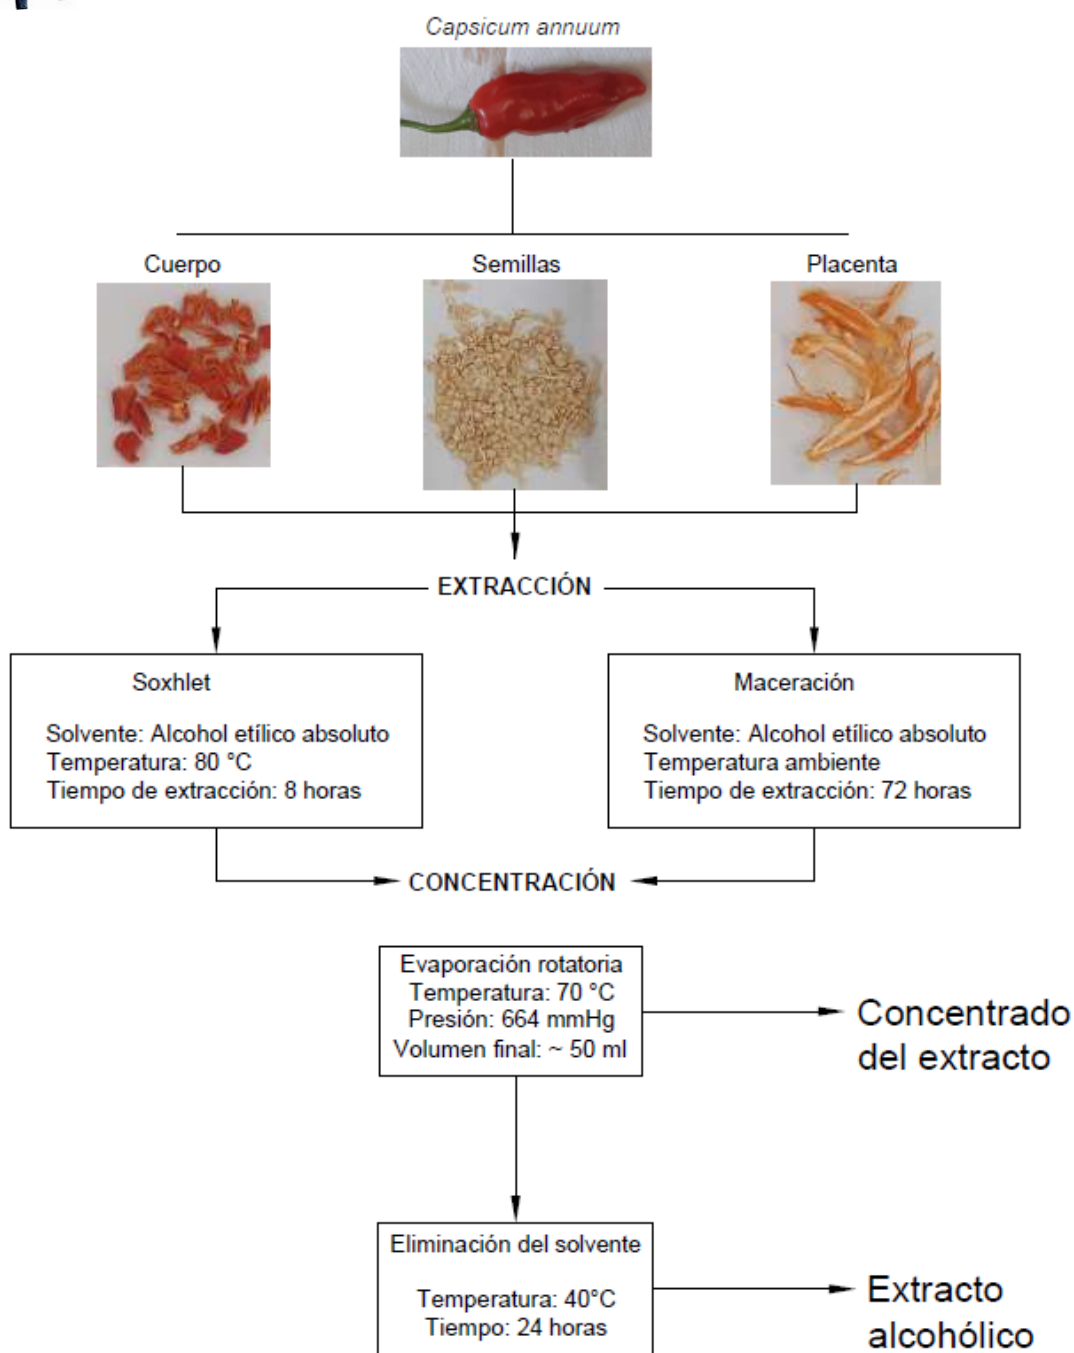 Capsicum annuum
Cuerpo
Semillas
Placenta
EXTRACCIÓN
Soxhlet
Solvente: Alcohol etílico absoluto
Temperatura: 80 °C
Tiempo de extracción: 8 horas
Maceración
Solvente: Alcohol etílico absoluto
Temperatura ambiente
Tiempo de extracción: 72 horas
CONCENTRACIÓN
Evaporación rotatoria
Temperatura: 70 °C
Presión: 664 mmHg
Volumen final: ~ 50 ml
Concentrado
del extracto
Eliminación del solvente
Temperatura: 40°C
Tiempo: 24 horas
Extracto
alcohólico